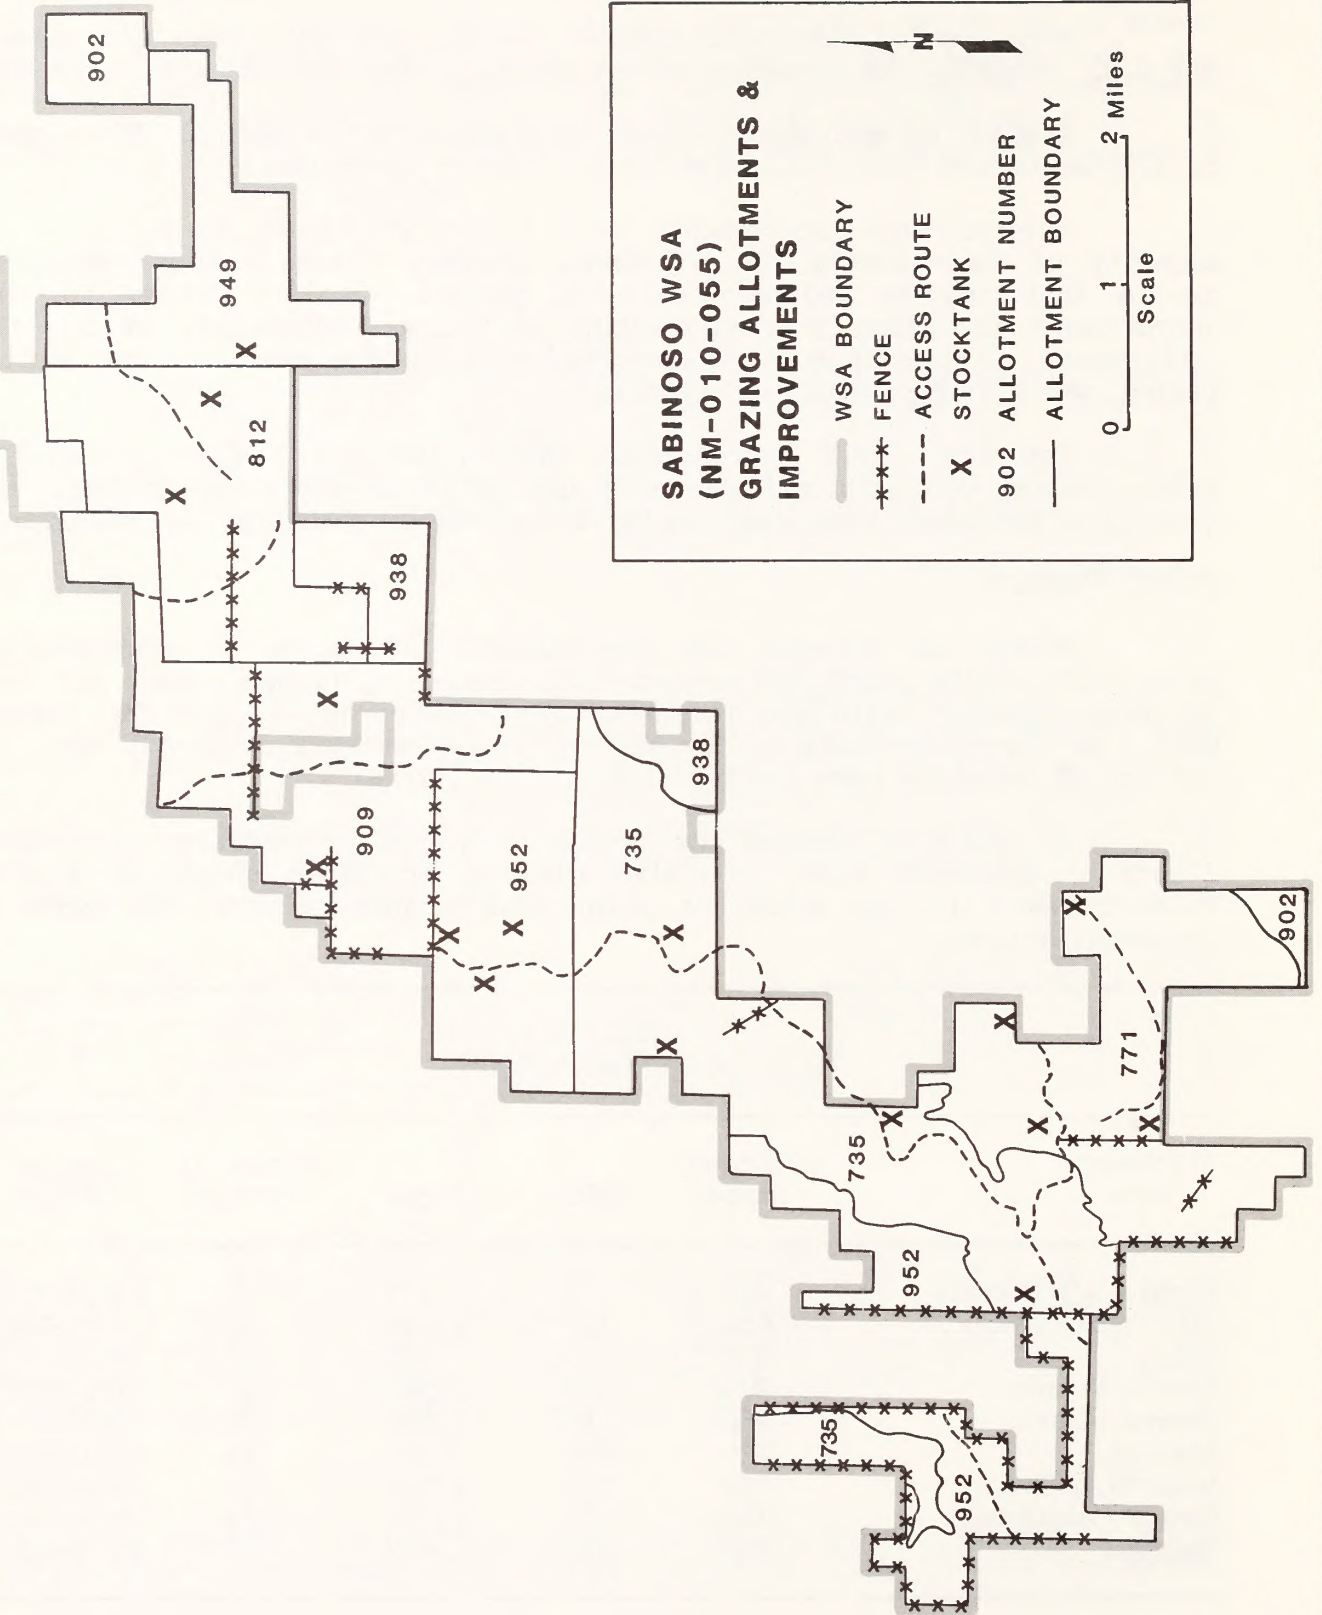 SABINOSO WSA
(NM-010-055)
GRAZING ALLOTMENTS &
IMPROVEMENTS
N
WSA BOUNDARY
FENCE
ACCESS ROUTE
X STOCKTANK
902 ALLOTMENT NUMBER
ALLOTMENT BOUNDARY
0 1 2 Miles
Scale
902
949
812
938
909
952
735
938
902
771
735
952
735
952